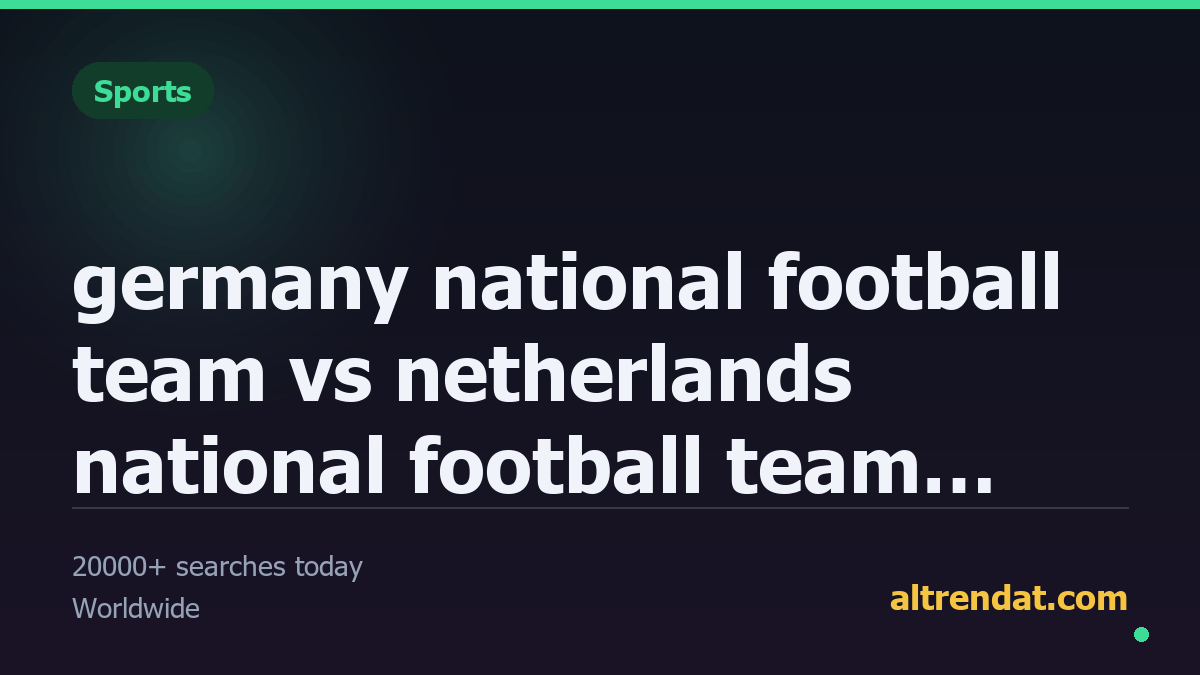 Sports
germany national football
team vs netherlands
national football team...
20000+ searches today
Worldwide
altrendat.com